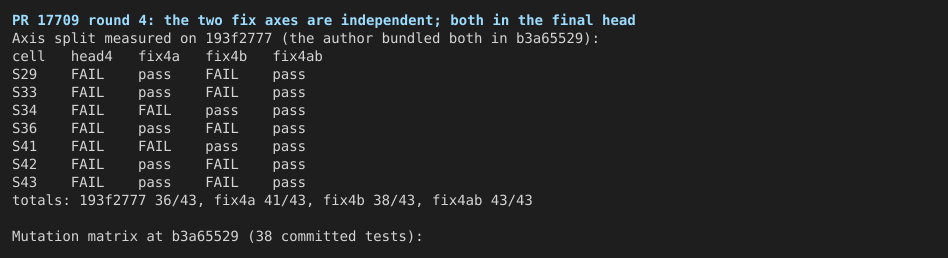 PR 17709 round 4: the two fix axes are independent; both in the final head
Axis split measured on 193f2777 (the author bundled both in b3a65529):
cell   head4   fix4a   fix4b   fix4ab
S29   FAIL    pass    FAIL    pass
S33   FAIL    pass    FAIL    pass
S34   FAIL    FAIL    pass    pass
S36   FAIL    pass    FAIL    pass
S41   FAIL    FAIL    pass    pass
S42   FAIL    pass    FAIL    pass
S43   FAIL    pass    FAIL    pass
totals: 193f2777 36/43, fix4a 41/43, fix4b 38/43, fix4ab 43/43
Mutation matrix at b3a65529 (38 committed tests):